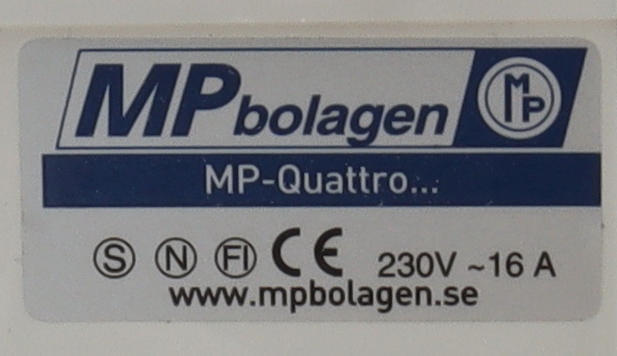 MPbolagen MP
MP-Quattro...
S N FI CE 230V ~16 A
www.mpbolagen.se